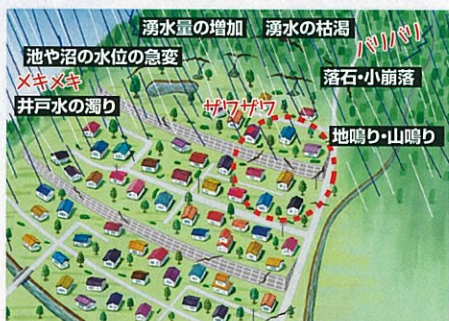 湧水量の増加 湧水の枯渇
バリバリ
池や沼の水位の急変
メキメキ
落石・小崩落
井戸水の濁り
ザワザワ
地鳴り・山鳴り